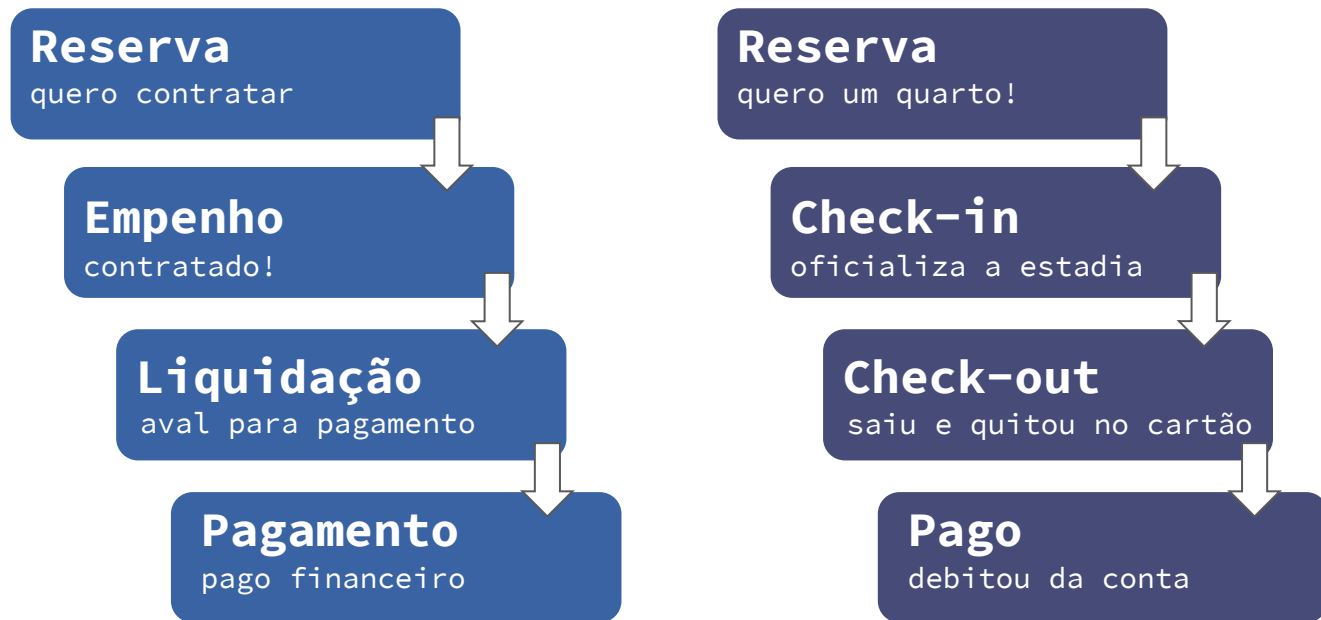 Reserva
quero contratar
Empenho
contratado!
Liquidação
aval para pagamento
Pagamento
pago financeiro
Reserva
quero um quarto!
Check-in
oficializa a estadia
Check-out
saiu e quitou no cartão
Pago
debitou da conta